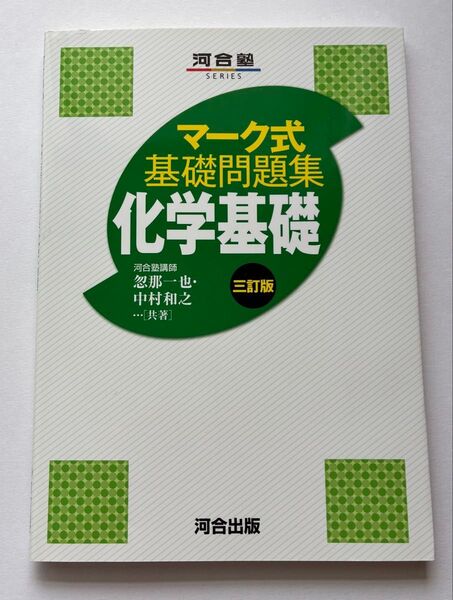 河合塾
SERIES
マーク式
基礎問題集
化学基礎
河合塾講師
忽那一也・
中村和之
…[共著]
三訂版
河合出版